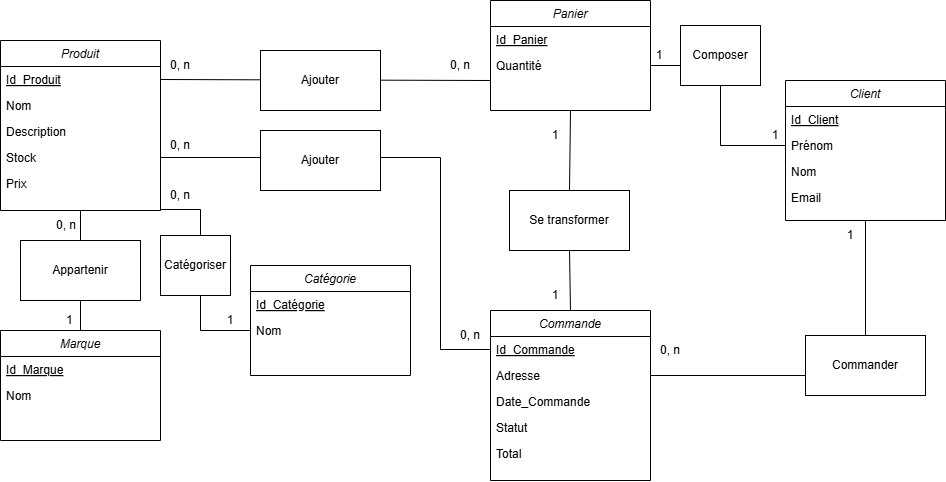 Produit
Id_Produit
Nom
Description
Stock
Prix
0, n
Ajouter
0, n
Panier
Id_Panier
Quantité
1
Composer
1
Client
Id_Client
Prénom
Nom
Email
0, n
Ajouter
0, n
1
Se transformer
1
0, n
Appartenir
1
Marque
Id_Marque
Nom
0, n
Catégoriser
1
Catégorie
Id_Catégorie
Nom
Commande
Id_Commande
Adresse
Date_Commande
Statut
Total
0, n
Commander
1